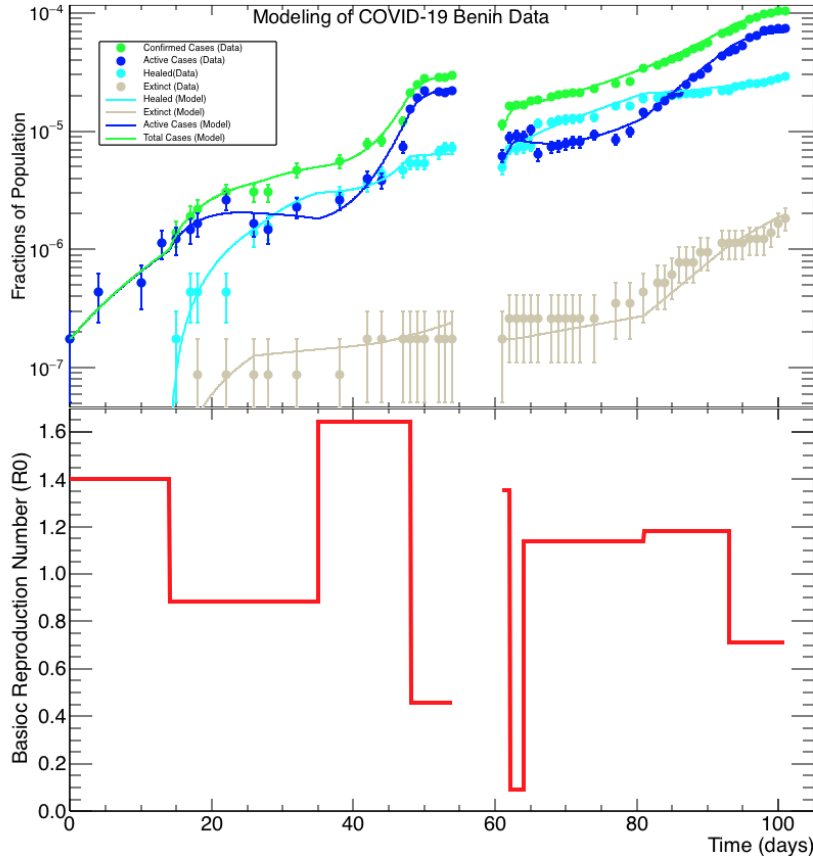 Modeling of COVID-19 Benin Data
Confirmed Cases (Data)
Active Cases (Data)
Healed(Data)
Extinct (Data)
Healed (Model)
Extinct (Model)
Active Cases (Model)
Total Cases (Model)
Fractions of Population
10⁻⁴
10⁻⁵
10⁻⁶
10⁻⁷
Basioc Reproduction Number (R0)
1.6
1.4
1.2
1.0
0.8
0.6
0.4
0.2
0.0
0 20 40 60 80 100
Time (days)